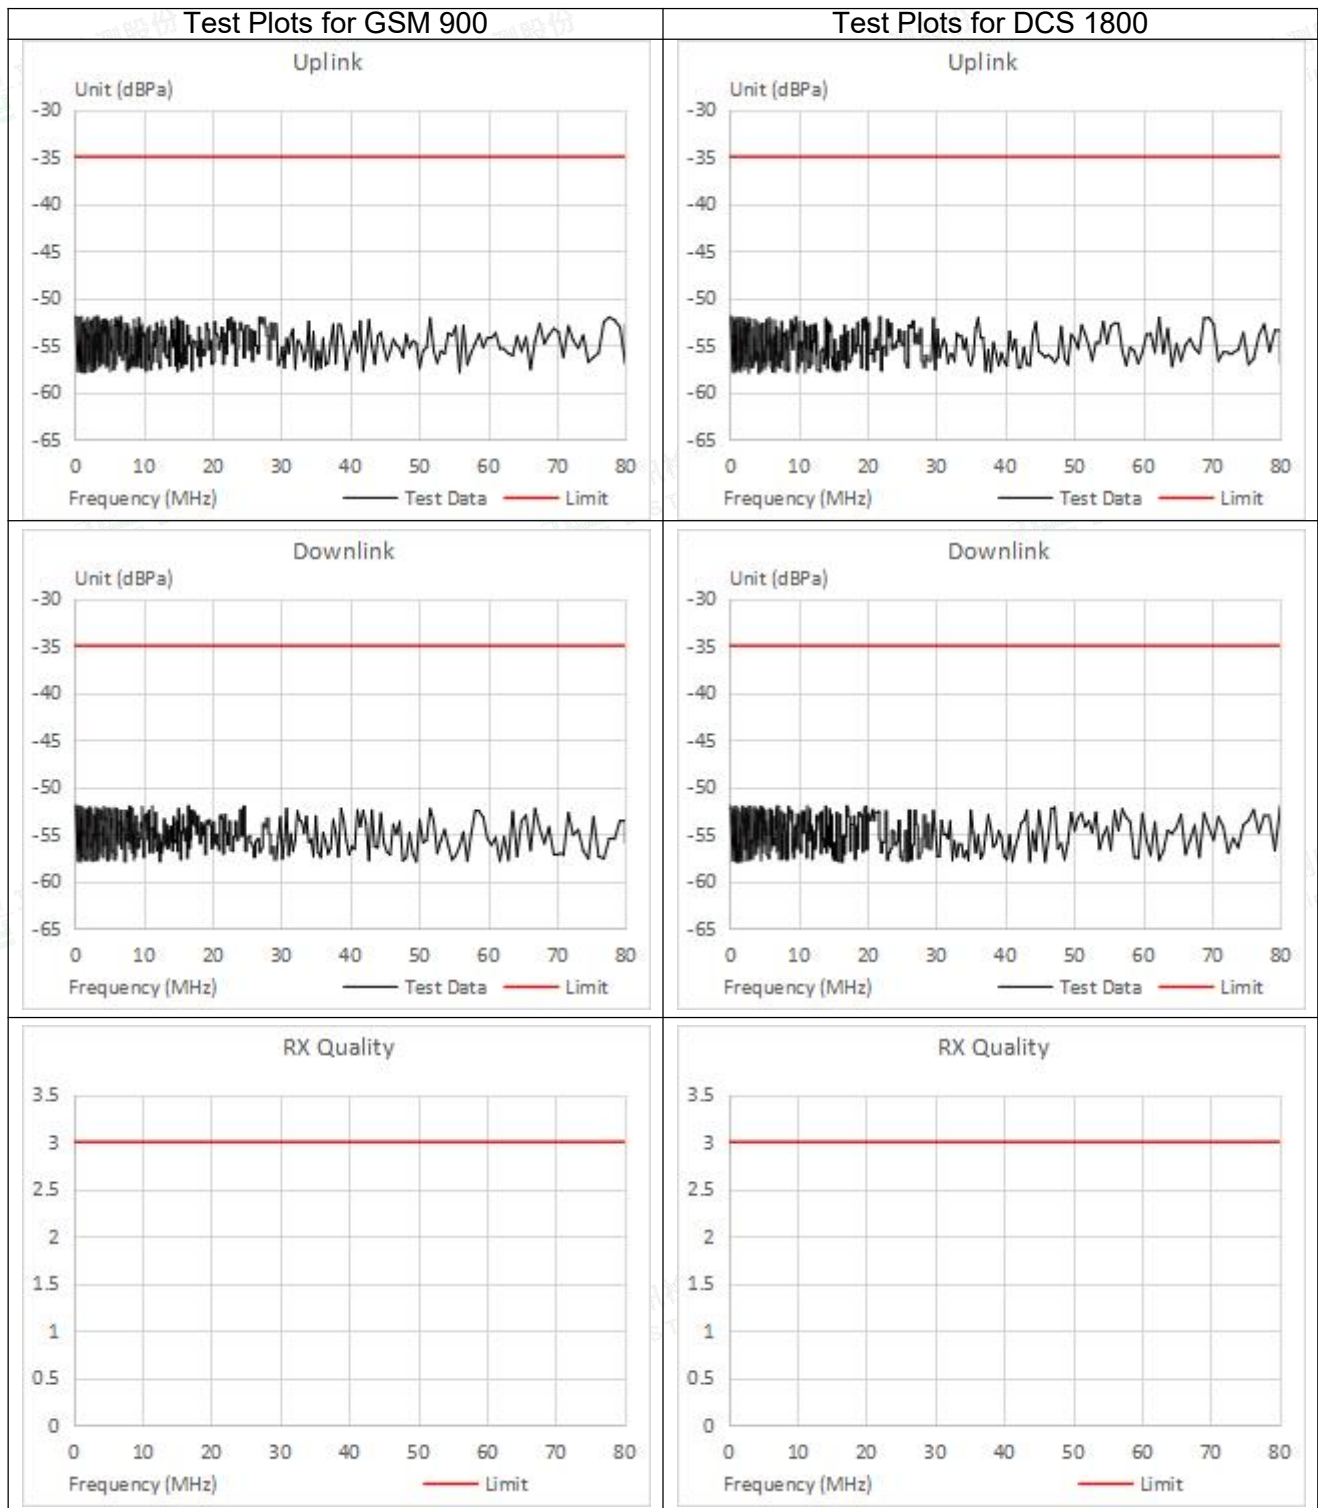 Test Plots for GSM 900
Test Plots for DCS 1800
Uplink
Unit (dBPa)
-30
-35
-40
-45
-50
-55
-60
-65
0 10 20 30 40 50 60 70 80
Frequency (MHz) Test Data Limit
Uplink
Unit (dBPa)
-30
-35
-40
-45
-50
-55
-60
-65
0 10 20 30 40 50 60 70 80
Frequency (MHz) Test Data Limit
Downlink
Unit (dBPa)
-30
-35
-40
-45
-50
-55
-60
-65
0 10 20 30 40 50 60 70 80
Frequency (MHz) Test Data Limit
Downlink
Unit (dBPa)
-30
-35
-40
-45
-50
-55
-60
-65
0 10 20 30 40 50 60 70 80
Frequency (MHz) Test Data Limit
RX Quality
3.5
3
2.5
2
1.5
1
0.5
0
0 10 20 30 40 50 60 70 80
Frequency (MHz) Limit
RX Quality
3.5
3
2.5
2
1.5
1
0.5
0
0 10 20 30 40 50 60 70 80
Frequency (MHz) Limit